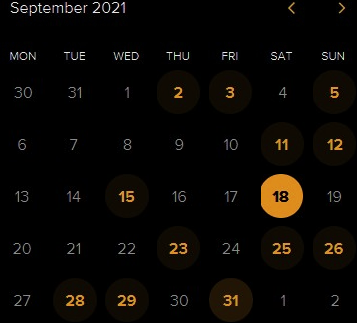 September 2021
MON TUE WED THU FRI SAT SUN
30 31 1 2 3 4 5
6 7 8 9 10 11 12
13 14 15 16 17 18 19
20 21 22 23 24 25 26
27 28 29 30 31 1 2